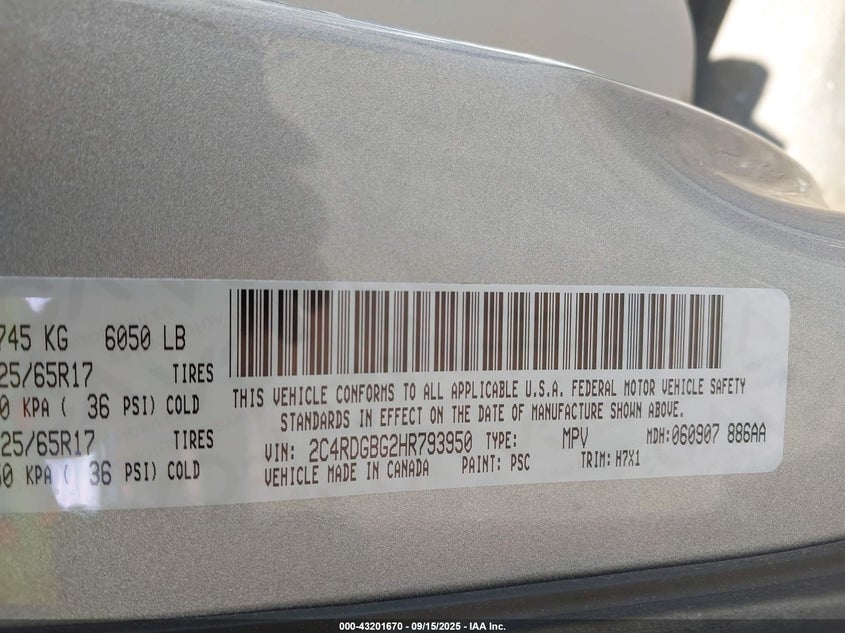 745 KG 6050 LB
25/65R17 TIRES
0 KPA ( 36 PSI) COLD
25/65R17 TIRES
50 KPA ( 36 PSI) COLD
THIS VEHICLE CONFORMS TO ALL APPLICABLE U.S.A. FEDERAL MOTOR VEHICLE SAFETY
STANDARDS IN EFFECT ON THE DATE OF MANUFACTURE SHOWN ABOVE.
VIN: 2C4RDGBG2HR793950 TYPE: MPV MDH: 060907 886AA
VEHICLE MADE IN CANADA PAINT: PSC TRIM: H7X1
000-43201670 - 09/15/2025 - IAA Inc.